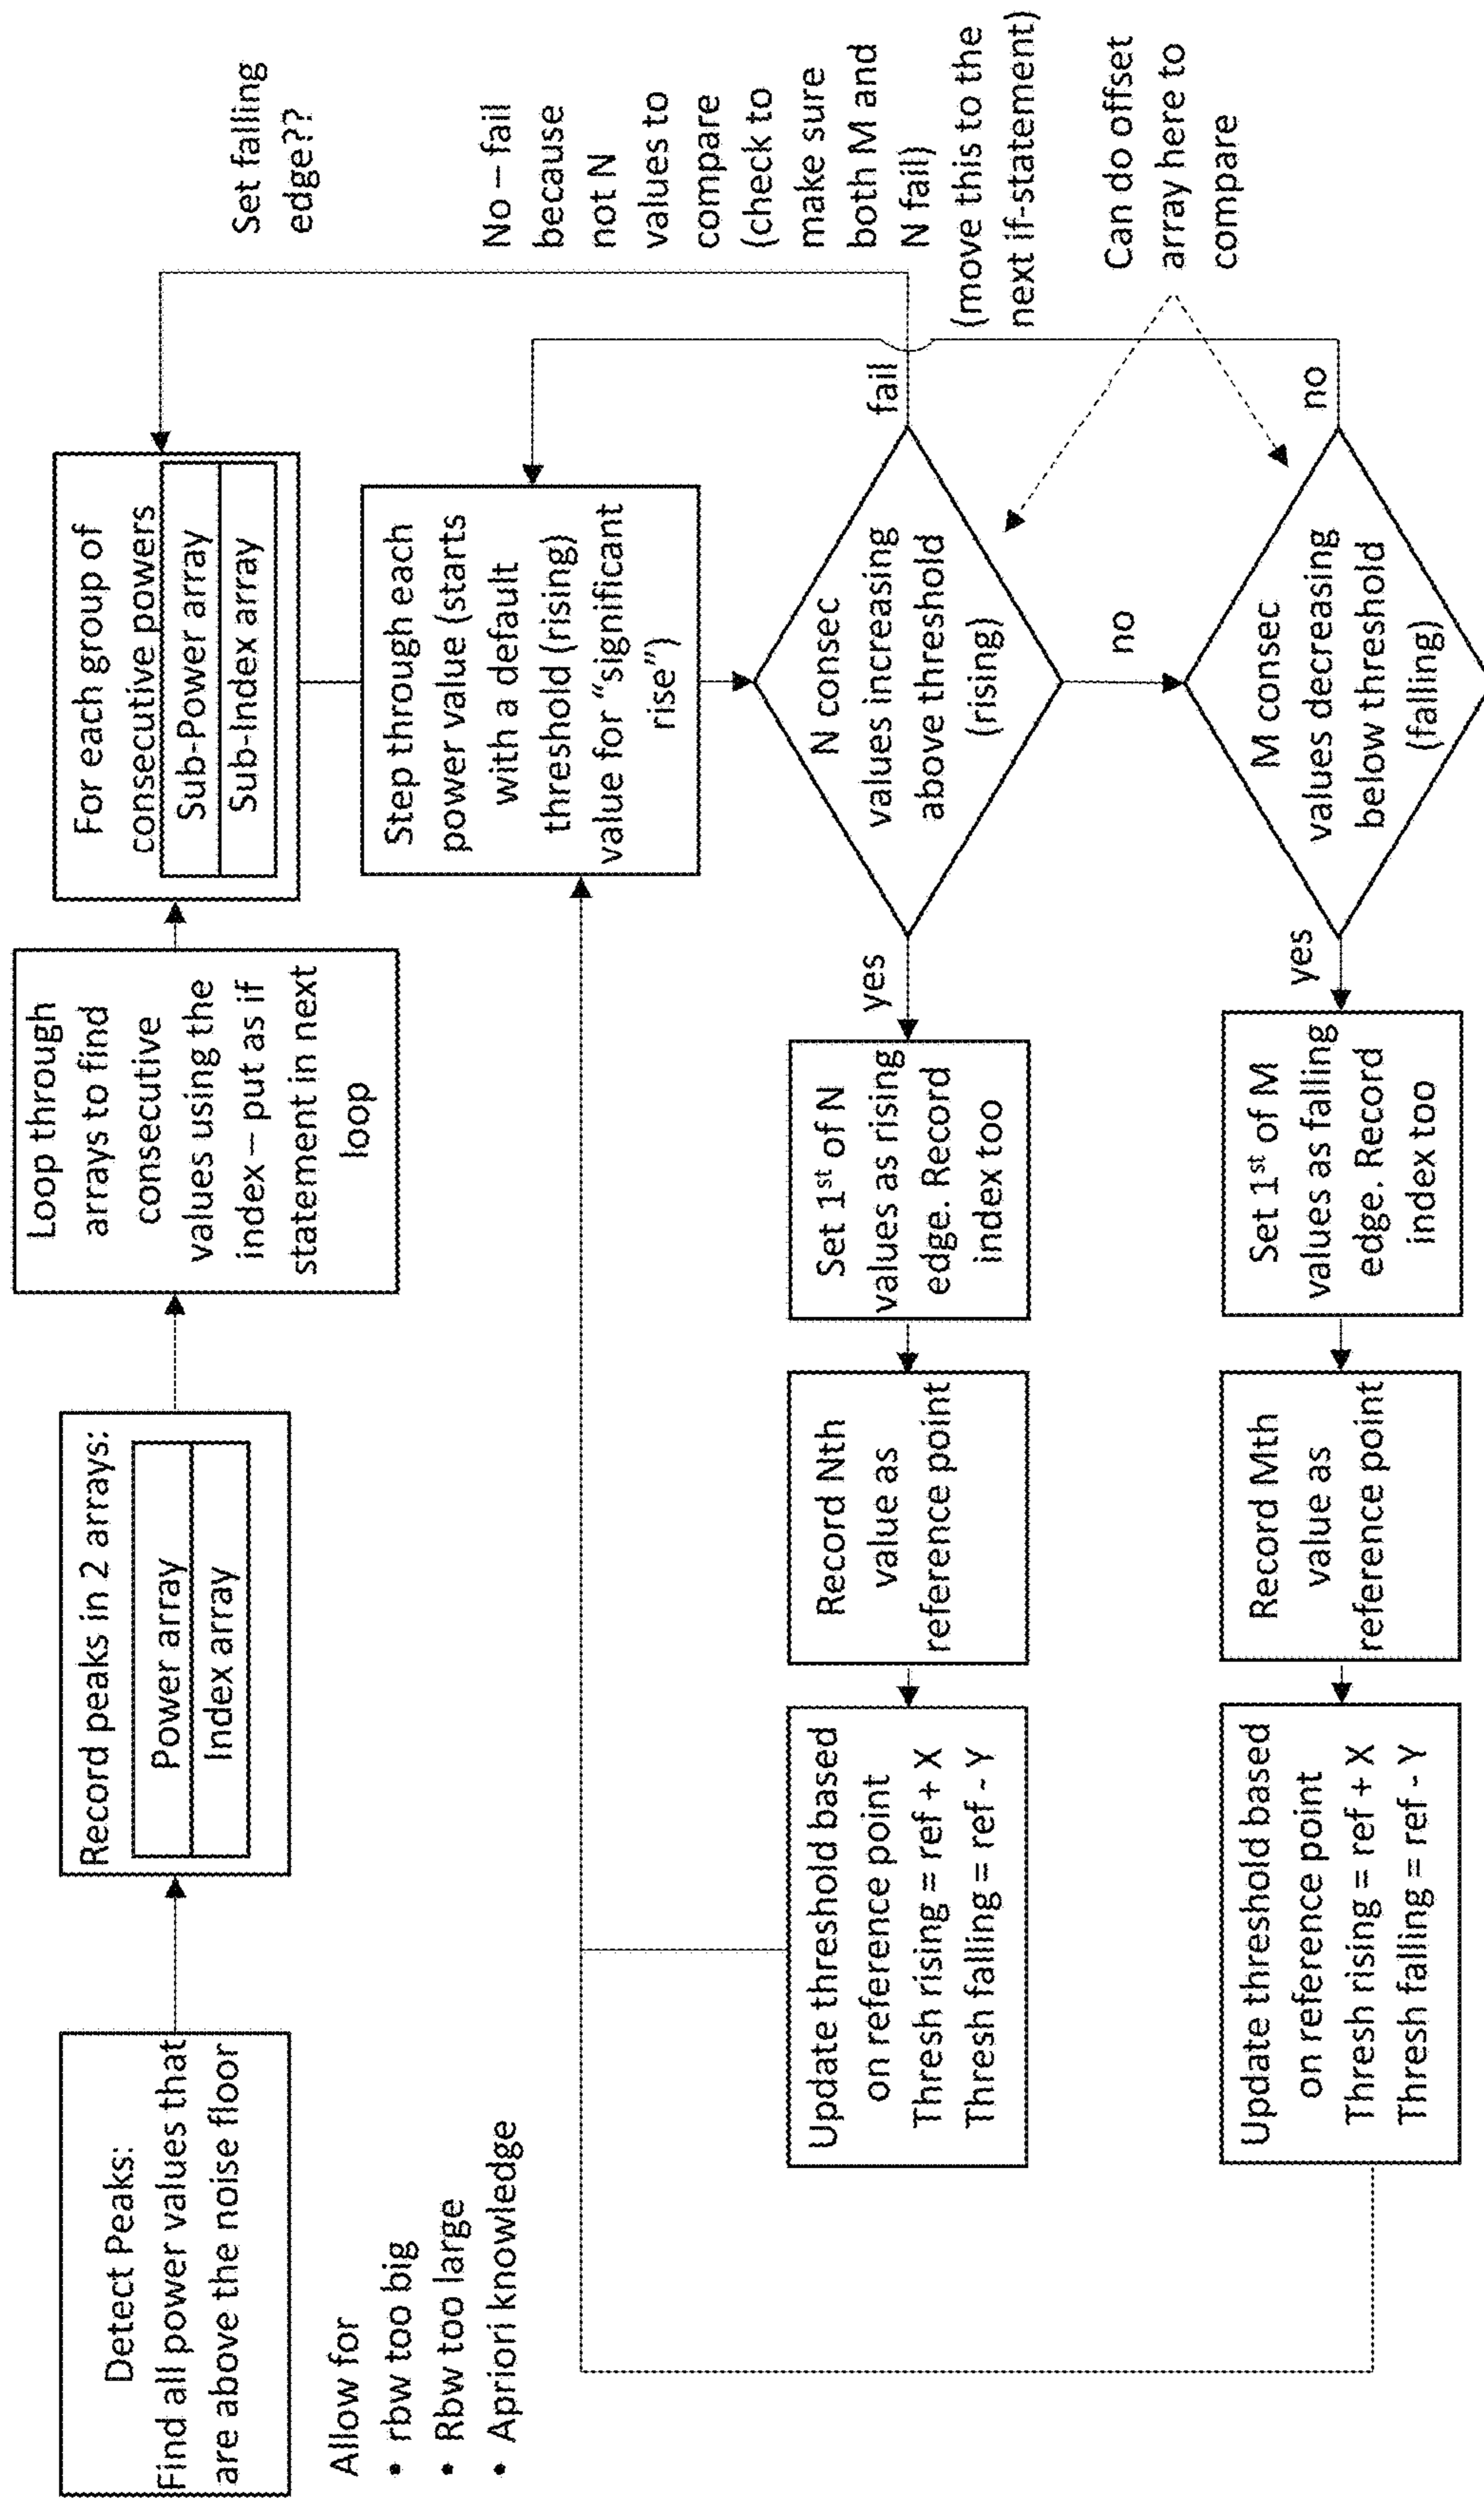 Detect Peaks:
Find all power values that
are above the noise floor
Allow for
• rbw too big
• Rbw too large
• Apriori knowledge
Record peaks in 2 arrays:
Power array
Index array
Loop through
arrays to find
consecutive
values using the
index – put as if
statement in next
loop
For each group of
consecutive powers
Sub-Power array
Sub-Index array
Set falling
edge??
Step through each
power value (starts
with a default
threshold (rising)
value for “significant
rise”)
N consec
values increasing
above threshold
(rising)
fail
No – fail
because
not N
values to
compare
(check to
make sure
both M and
N fail)
(move this to the
next if-statement)
Can do offset
array here to
compare
yes
Set 1st of N
values as rising
edge. Record
index too
Record Nth
value as
reference point
Update threshold based
on reference point
Thresh rising = ref + X
Thresh falling = ref - Y
no
M consec
values decreasing
below threshold
(falling)
no
yes
Set 1st of M
values as falling
edge. Record
index too
Record Mth
value as
reference point
Update threshold based
on reference point
Thresh rising = ref + X
Thresh falling = ref - Y